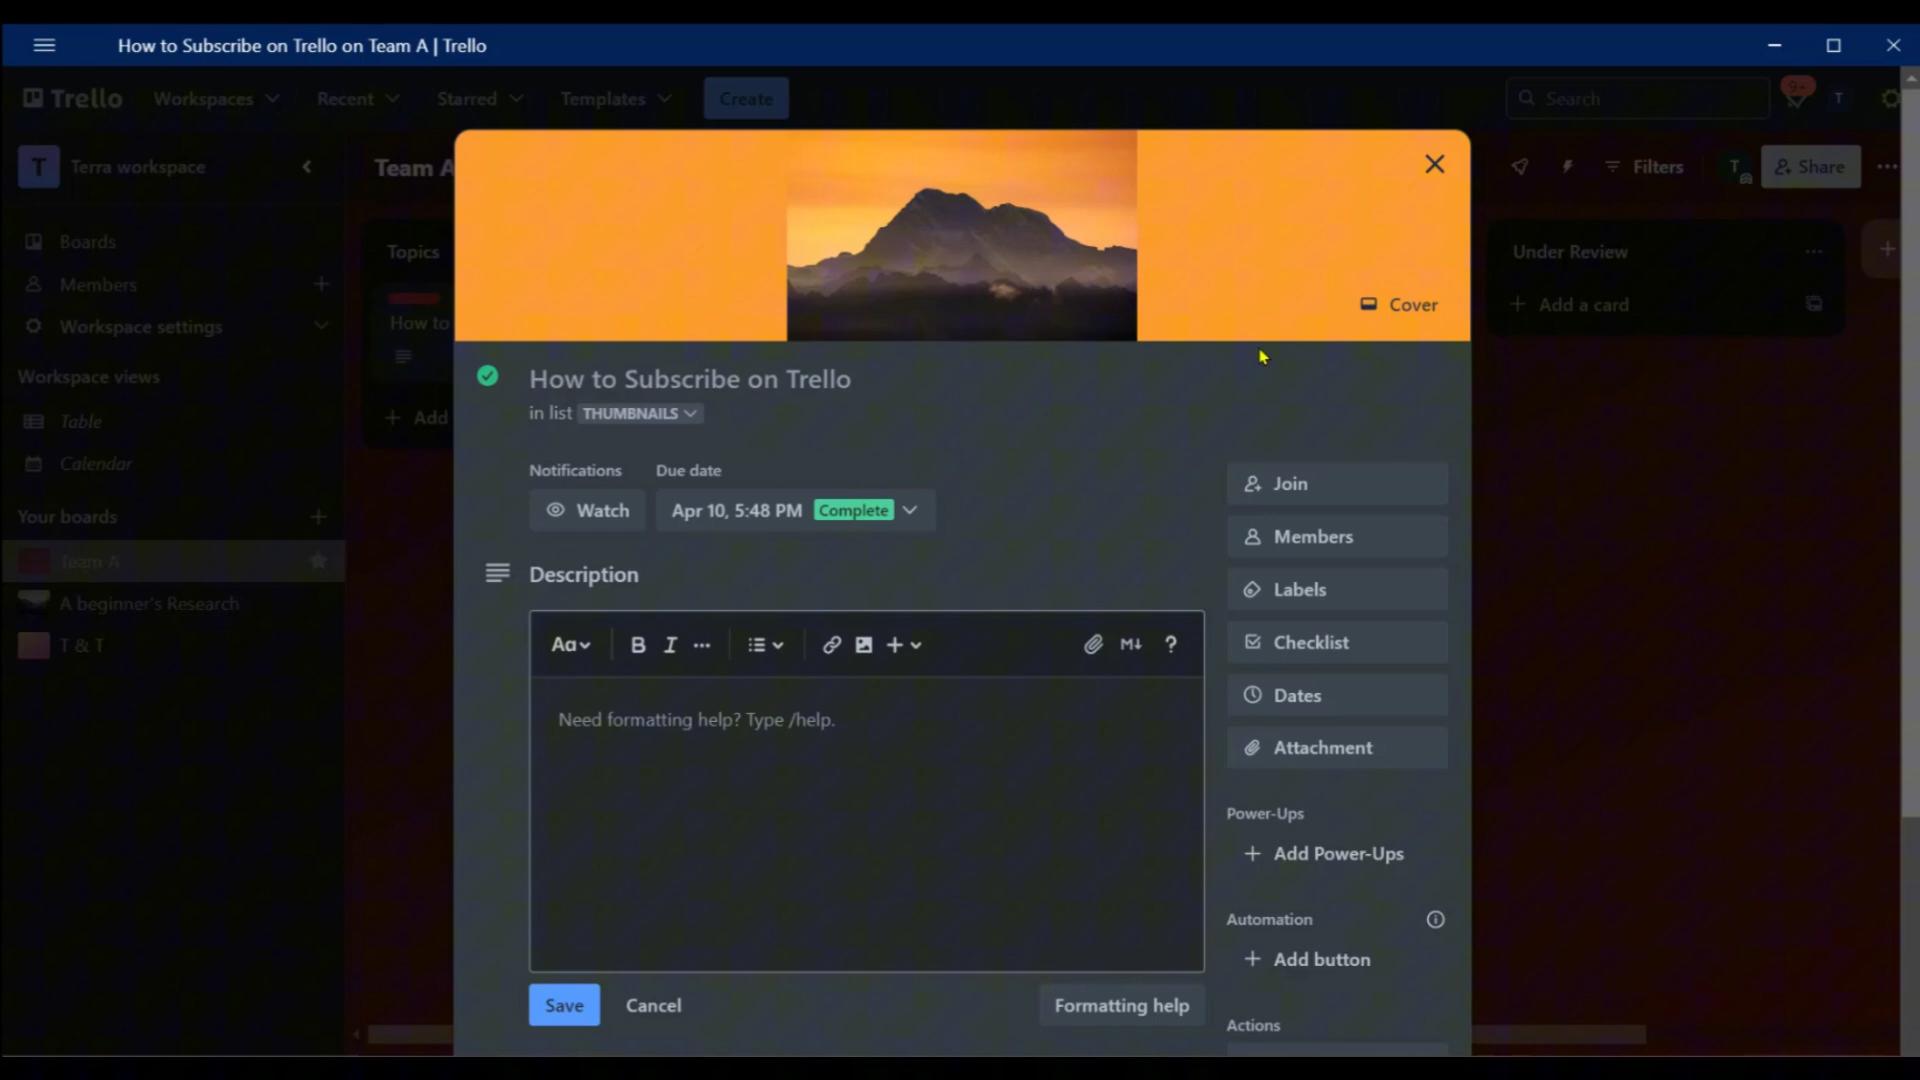 How to Subscribe on Trello on Team A | Trello
Trello Workspaces Recent Starred Templates Create Search 9+ T
T Terra workspace Team A Filters T Share
Boards
Members
Workspace settings
Workspace views
Table
Calendar
Your boards
Team A
A beginner's Research
T & T
Topics
How to
Add
Cover
How to Subscribe on Trello
in list THUMBNAILS
Notifications Due date
Watch Apr 10, 5:48 PM Complete
Description
Aa B I M↓ ?
Need formatting help? Type /help.
Save Cancel Formatting help
Join
Members
Labels
Checklist
Dates
Attachment
Power-Ups
Add Power-Ups
Automation
Add button
Actions
Under Review
Add a card